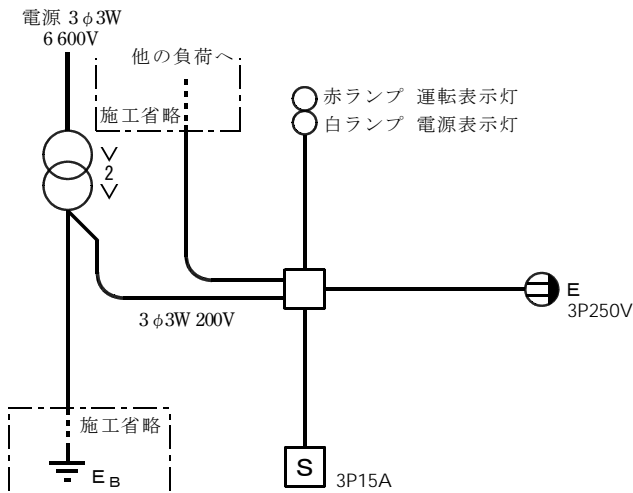 電源 3φ3W
6 600V
他の負荷へ
施工省略
赤ランプ 運転表示灯
白ランプ 電源表示灯
V
2
V
3φ3W 200V
E
3P250V
施工省略
EB
S
3P15A